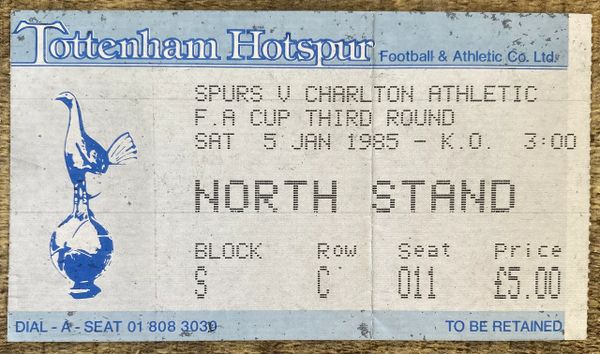 Tottenham Hotspur Football & Athletic Co. Ltd.
SPURS V CHARLTON ATHLETIC
F.A CUP THIRD ROUND
SAT 5 JAN 1985 - K.O. 3:00
NORTH STAND
BLOCK Row Seat Price
S C 011 £5.00
DIAL - A - SEAT 01 808 3030 TO BE RETAINED